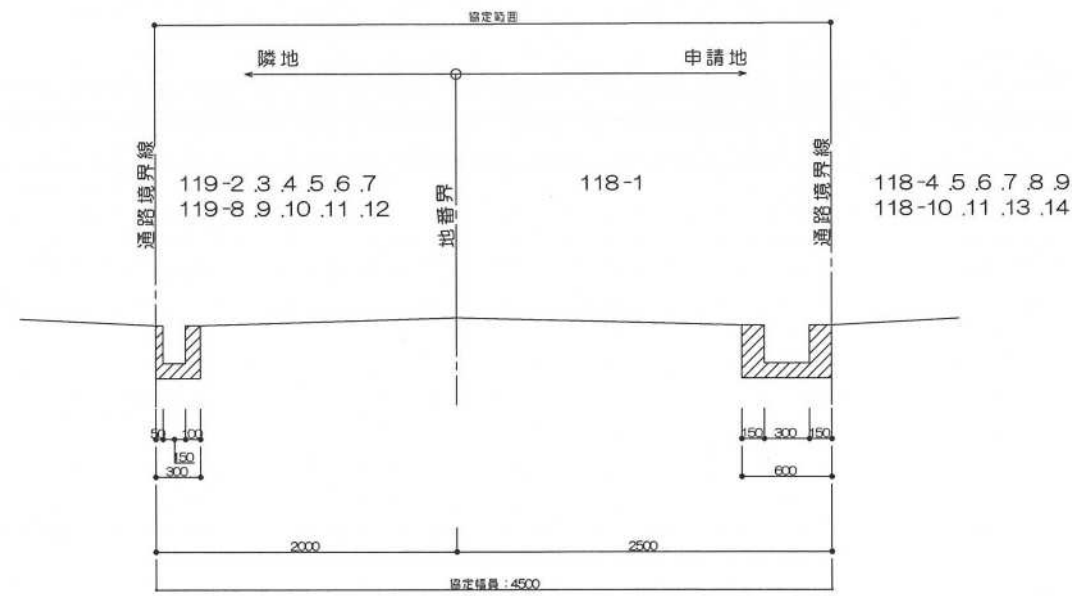 協定範囲
隣地
申請地
通路境界線
119-2 .3 .4 .5 .6 .7
119-8 .9 .10 .11 .12
地番界
118-1
通路境界線
118-4 .5 .6 .7 .8 .9
118-10 .11 .13 .14
50
100
150
300
150
300
150
600
2000
2500
協定幅員：4500